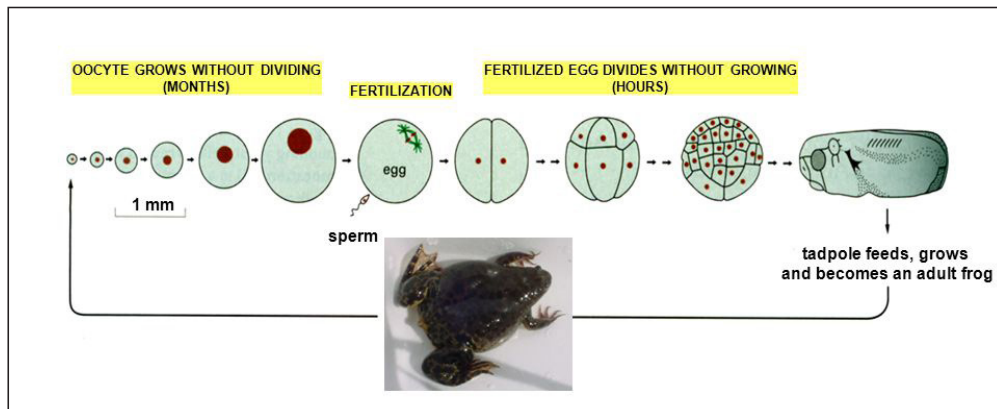 OOCYTE GROWS WITHOUT DIVIDING
(MONTHS)
FERTILIZATION
FERTILIZED EGG DIVIDES WITHOUT GROWING
(HOURS)
egg
1 mm
sperm
tadpole feeds, grows
and becomes an adult frog